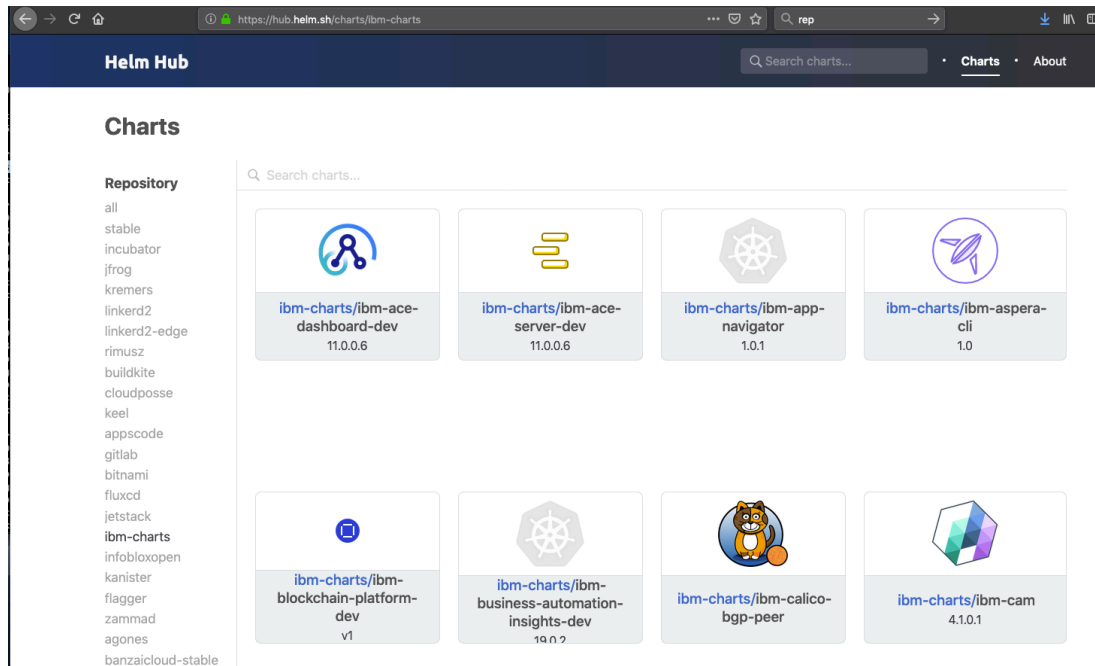 https://hub.helm.sh/charts/ibm-charts
rep
Helm Hub
Search charts...
Charts
About
Charts
Repository
all
stable
incubator
jfrog
kremers
linkerd2
linkerd2-edge
rimusz
buildkite
cloudposse
keel
appscode
gitlab
bitnami
fluxcd
jetstack
ibm-charts
infobloxopen
kanister
flagger
zammad
agones
banzaicloud-stable
Search charts...
ibm-charts/ibm-ace-
dashboard-dev
11.0.0.6
ibm-charts/ibm-ace-
server-dev
11.0.0.6
ibm-charts/ibm-app-
navigator
1.0.1
ibm-charts/ibm-aspera-
cli
1.0
ibm-charts/ibm-
blockchain-platform-
dev
v1
ibm-charts/ibm-
business-automation-
insights-dev
19.0.2
ibm-charts/ibm-calico-
bgp-peer
ibm-charts/ibm-cam
4.1.0.1